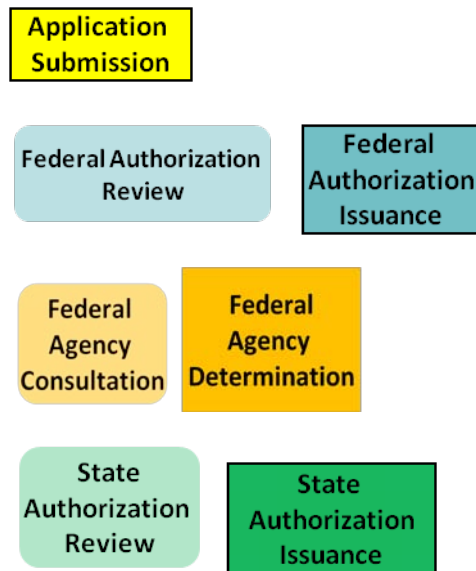 Application
Submission
Federal Authorization
Review
Federal
Authorization
Issuance
Federal
Agency
Consultation
Federal
Agency
Determination
State
Authorization
Review
State
Authorization
Issuance